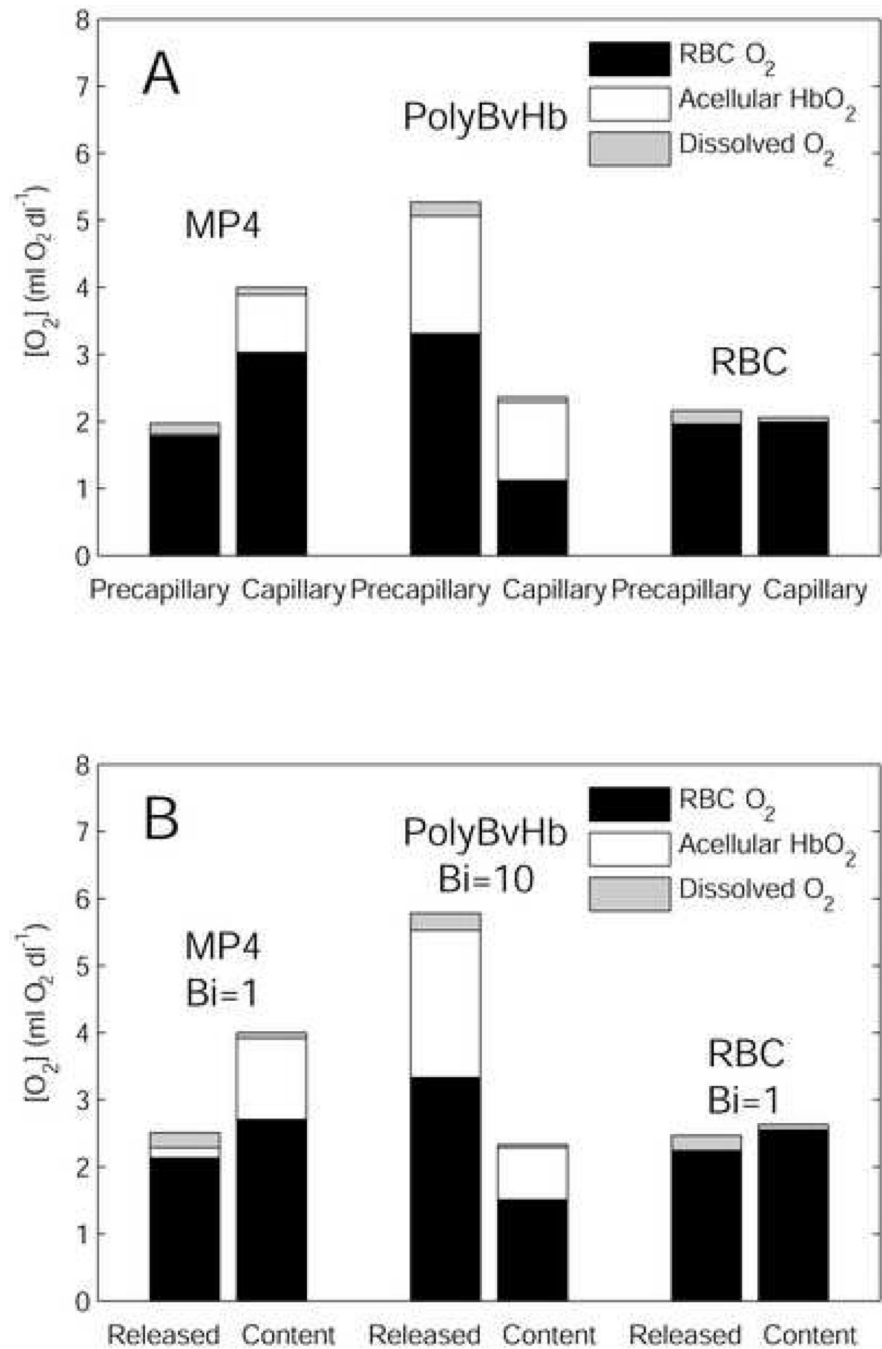 8
7
6
5
4
3
2
1
0
[O2] (ml O2 dl-1)
A
RBC O2
Acellular HbO2
Dissolved O2
PolyBvHb
MP4
RBC
Precapillary Capillary Precapillary Capillary Precapillary Capillary
8
7
6
5
4
3
2
1
0
[O2] (ml O2 dl-1)
B
RBC O2
Acellular HbO2
Dissolved O2
PolyBvHb
Bi=10
MP4
Bi=1
RBC
Bi=1
Released Content Released Content Released Content